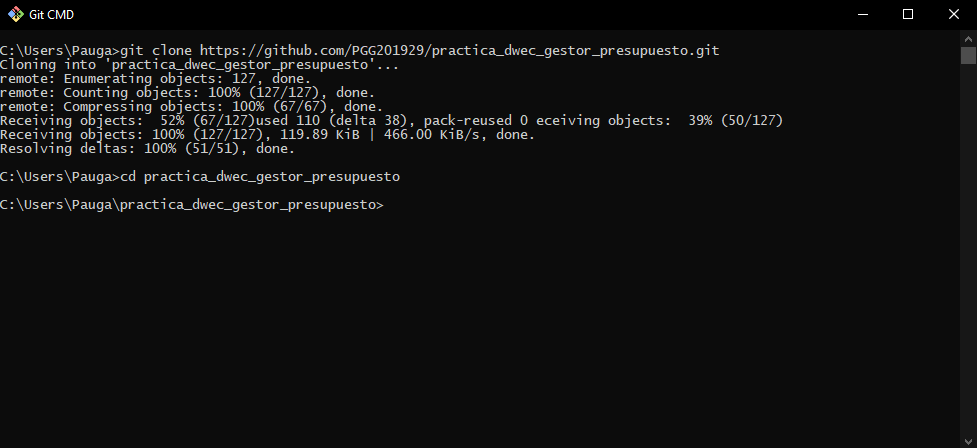 Git CMD
C:\Users\Pauga>git clone https://github.com/PGG201929/practica_dwec_gestor_presupuesto.git
Cloning into 'practica_dwec_gestor_presupuesto'...
remote: Enumerating objects: 127, done.
remote: Counting objects: 100% (127/127), done.
remote: Compressing objects: 100% (67/67), done.
Receiving objects:  52% (67/127)used 110 (delta 38), pack-reused 0 eceiving objects:  39% (50/127)
Receiving objects: 100% (127/127), 119.89 KiB | 466.00 KiB/s, done.
Resolving deltas: 100% (51/51), done.
C:\Users\Pauga>cd practica_dwec_gestor_presupuesto
C:\Users\Pauga\practica_dwec_gestor_presupuesto>